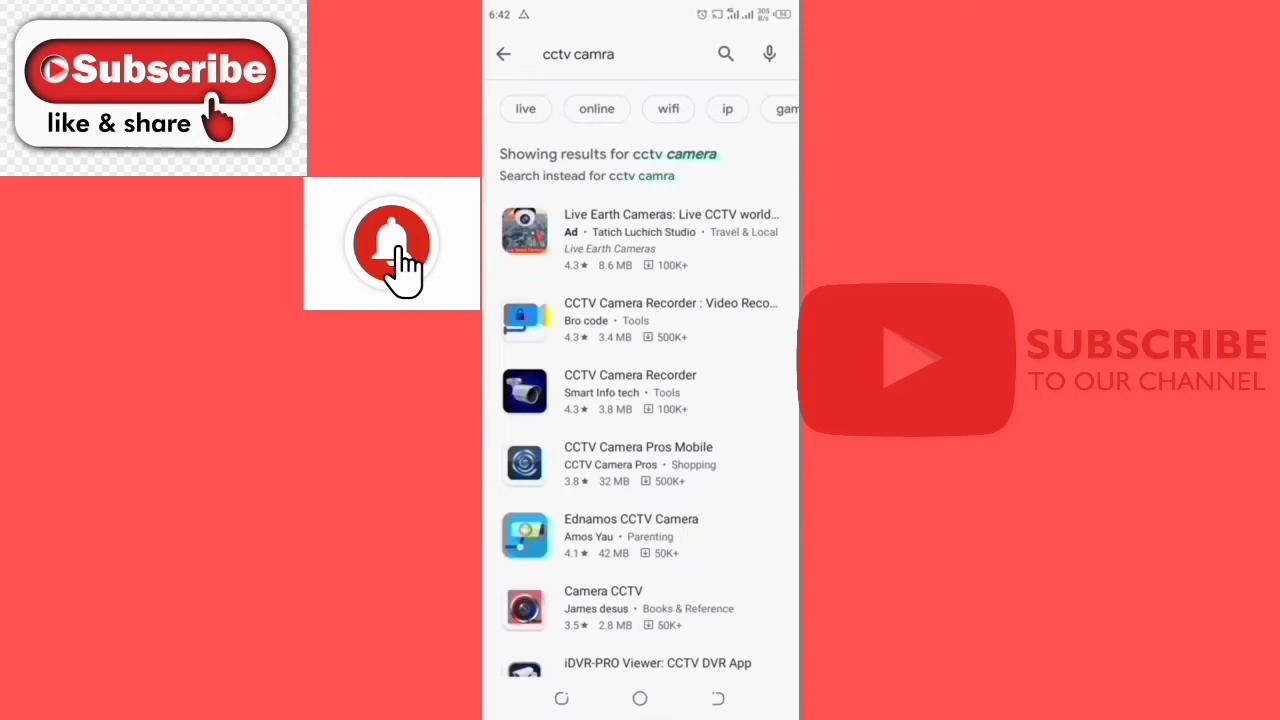 Subscribe
like & share
6:42
4G
305
B/s
94
cctv camra
live
online
wifi
ip
gam
Showing results for cctv camera
Search instead for cctv camra
Live Earth Cameras: Live CCTV world...
Ad • Tatich Luchich Studio • Travel & Local
Live Earth Cameras
4.3★ 8.6 MB 100K+
CCTV Camera Recorder : Video Reco...
Bro code • Tools
4.3★ 3.4 MB 500K+
CCTV Camera Recorder
Smart Info tech • Tools
4.3★ 3.8 MB 100K+
CCTV Camera Pros Mobile
CCTV Camera Pros • Shopping
3.8★ 32 MB 500K+
Ednamos CCTV Camera
Amos Yau • Parenting
4.1★ 42 MB 50K+
Camera CCTV
James desus • Books & Reference
3.5★ 2.8 MB 50K+
iDVR-PRO Viewer: CCTV DVR App
SUBSCRIBE
TO OUR CHANNEL